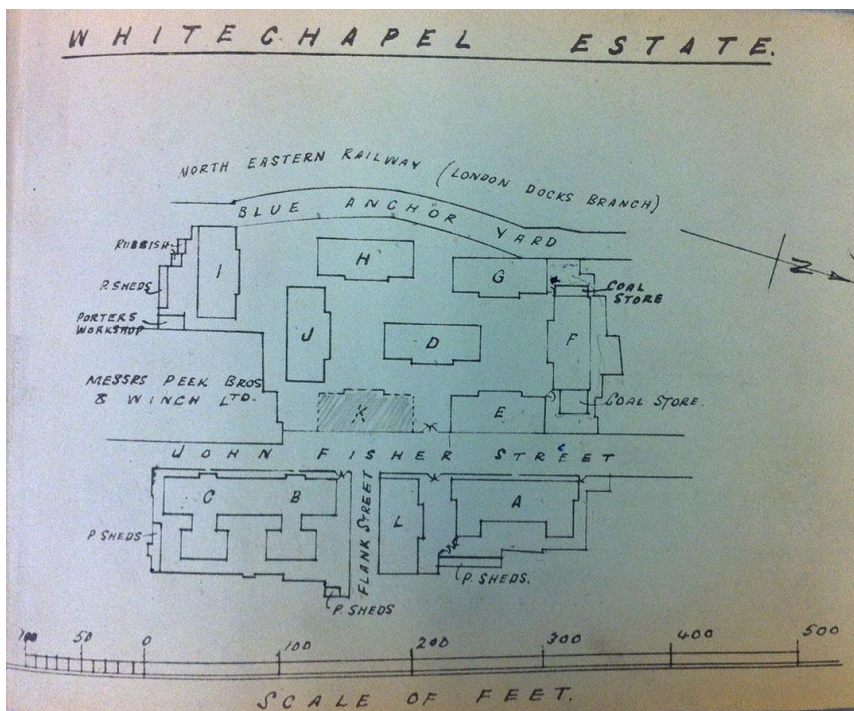 WHITECHAPEL ESTATE.
NORTH EASTERN RAILWAY (LONDON DOCKS BRANCH)
BLUE ANCHOR YARD
RUBBISH
I
H
G
N
P. SHEDS
COAL
STORE
J
D
F
PORTERS
WORKSHOP
MESSRS PEEK BROS
& WINCH LTD.
K
E
COAL STORE.
JOHN FISHER STREET
C
B
FLANK STREET
L
A
P SHEDS
P. SHEDS.
P. SHEDS
100 50 0 100 200 300 400 500
SCALE OF FEET.